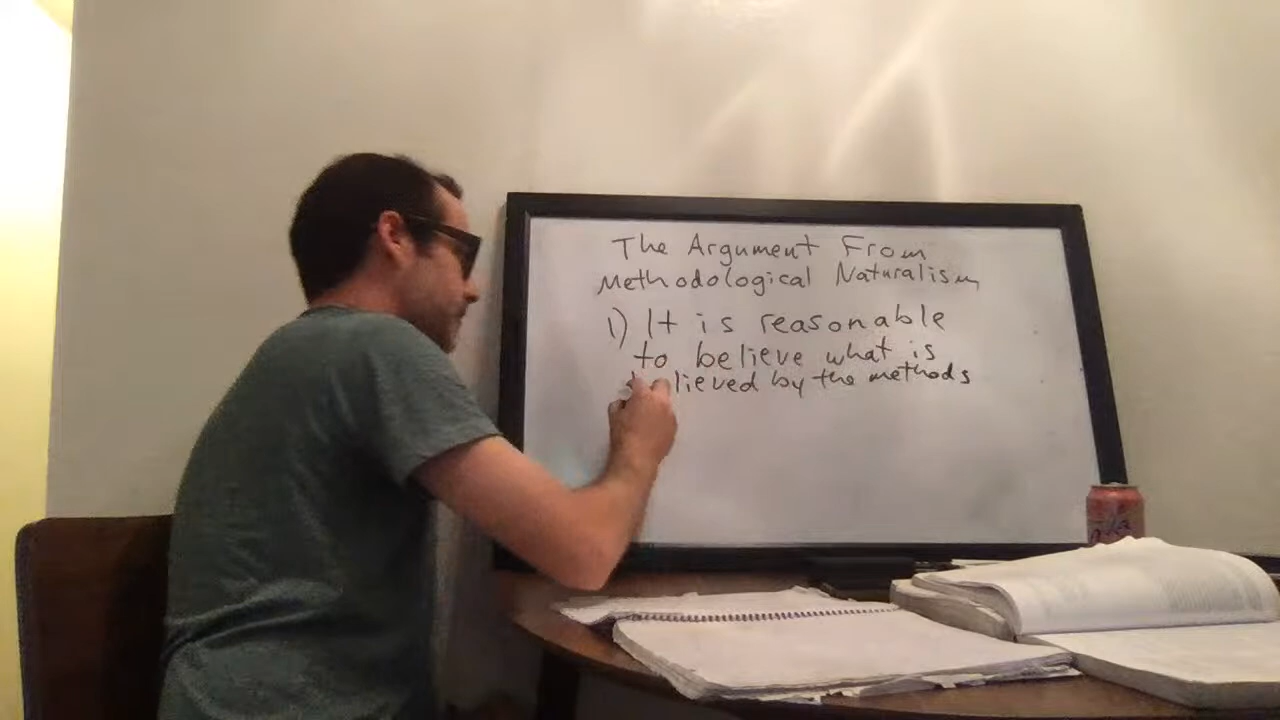 The Argument From
Methodological Naturalism
1) It is reasonable
to believe what is
believed by the methods